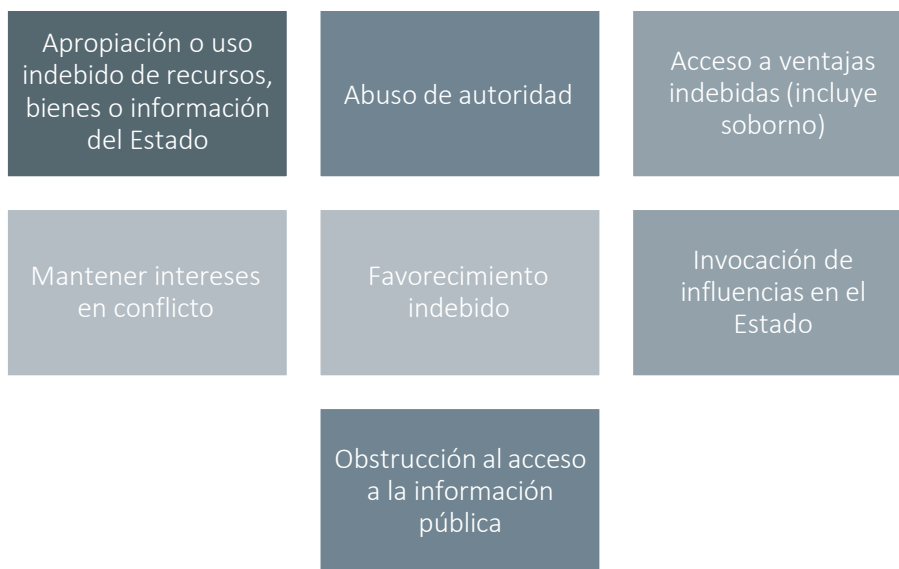 Apropiación o uso
indebido de recursos,
bienes o información
del Estado
Abuso de autoridad
Acceso a ventajas
indebidas (incluye
soborno)
Mantener intereses
en conflicto
Favorecimiento
indebido
Invocación de
influencias en el
Estado
Obstrucción al acceso
a la información
pública